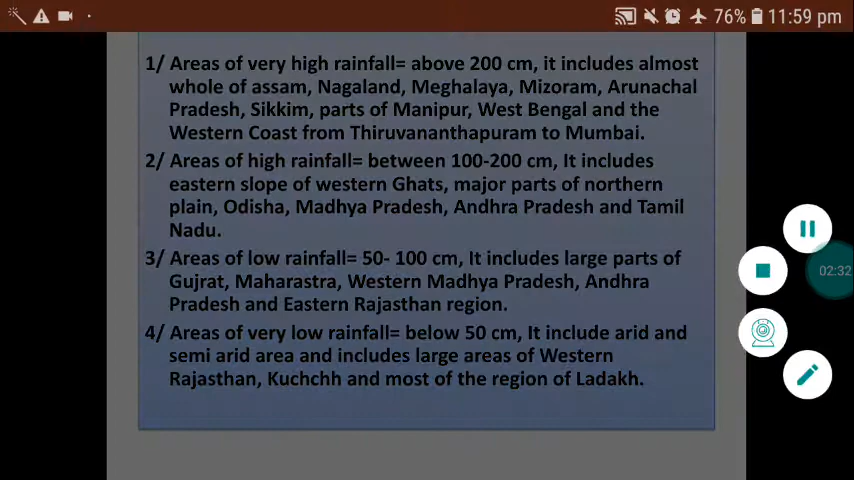 76% 11:59 pm
1/ Areas of very high rainfall= above 200 cm, it includes almost
whole of assam, Nagaland, Meghalaya, Mizoram, Arunachal
Pradesh, Sikkim, parts of Manipur, West Bengal and the
Western Coast from Thiruvananthapuram to Mumbai.
2/ Areas of high rainfall= between 100-200 cm, It includes
eastern slope of western Ghats, major parts of northern
plain, Odisha, Madhya Pradesh, Andhra Pradesh and Tamil
Nadu.
3/ Areas of low rainfall= 50- 100 cm, It includes large parts of
Gujrat, Maharastra, Western Madhya Pradesh, Andhra
Pradesh and Eastern Rajasthan region.
4/ Areas of very low rainfall= below 50 cm, It include arid and
semi arid area and includes large areas of Western
Rajasthan, Kuchchh and most of the region of Ladakh.
02:32